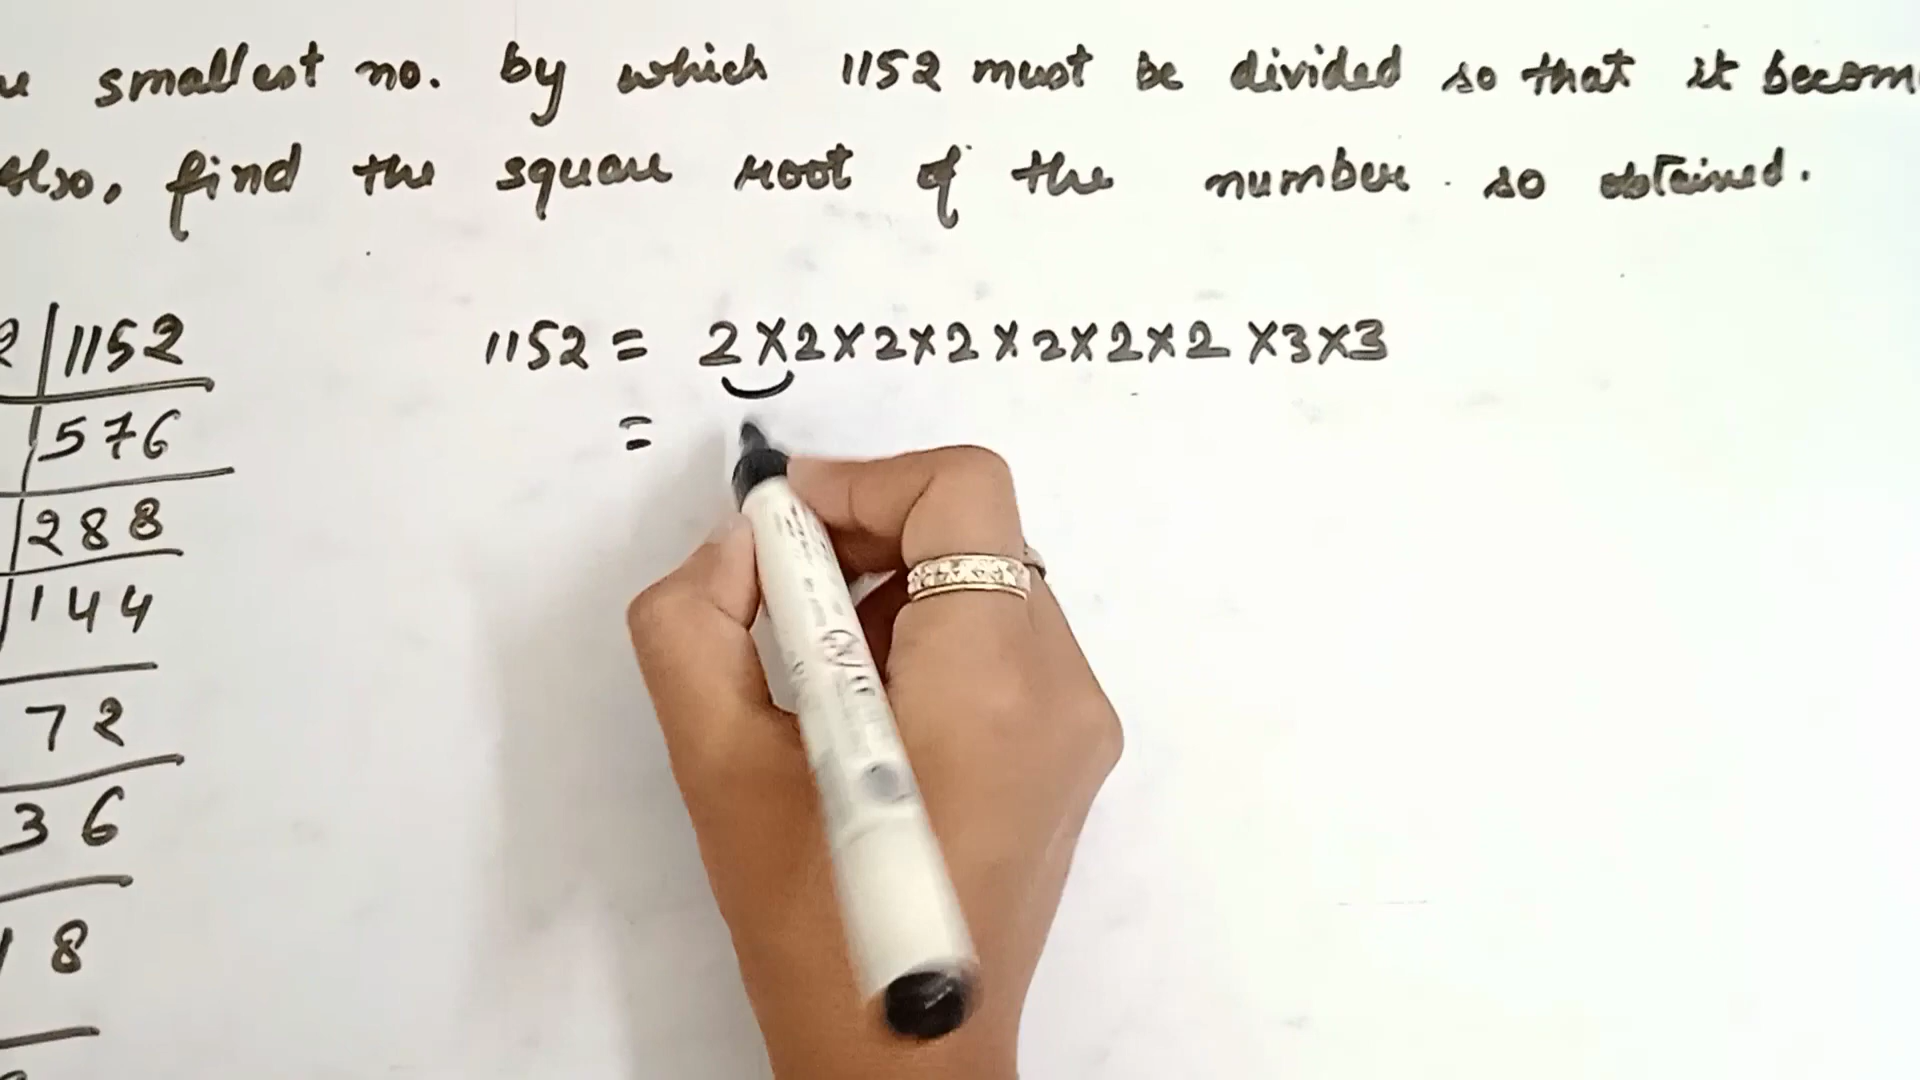 smallest no. by which 1152 must be divided so that it becom
Also, find the square root of the number so obtained.
2 1152
576
288
144
72
36
18
1152 = 2×2×2×2×2×2×2×3×3
=